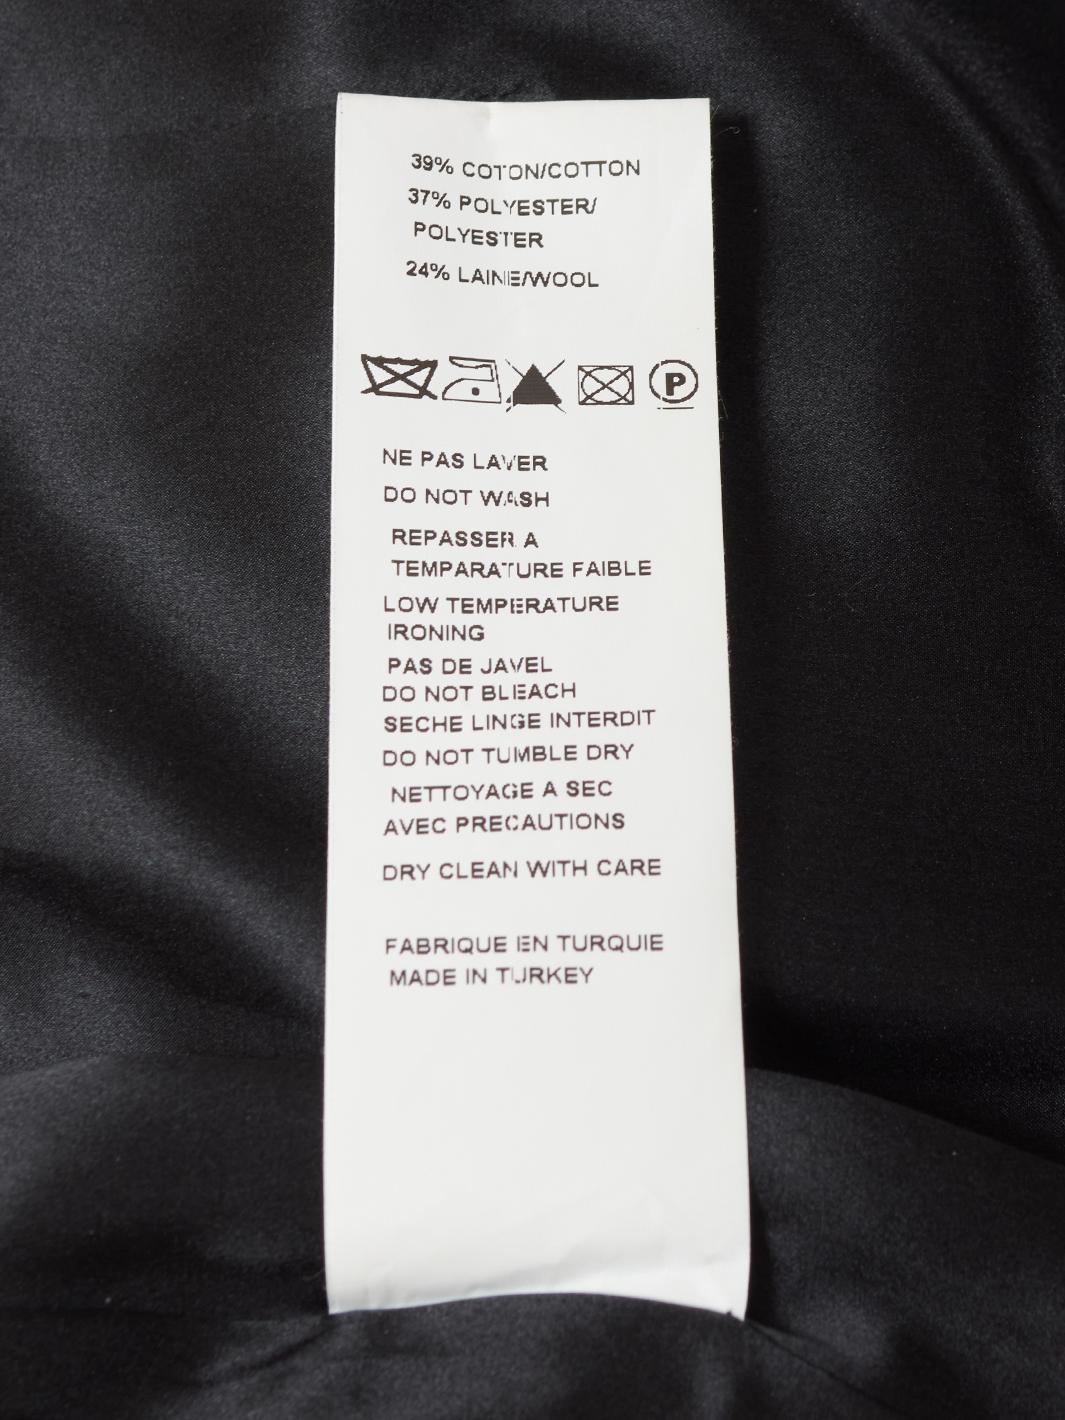 39% COTON/COTTON
37% POLYESTER/
POLYESTER
24% LAINE/WOOL
P
NE PAS LAVER
DO NOT WASH
REPASSER A
TEMPARATURE FAIBLE
LOW TEMPERATURE
IRONING
PAS DE JAVEL
DO NOT BLEACH
SECHE LINGE INTERDIT
DO NOT TUMBLE DRY
NETTOYAGE A SEC
AVEC PRECAUTIONS
DRY CLEAN WITH CARE
FABRIQUE EN TURQUIE
MADE IN TURKEY